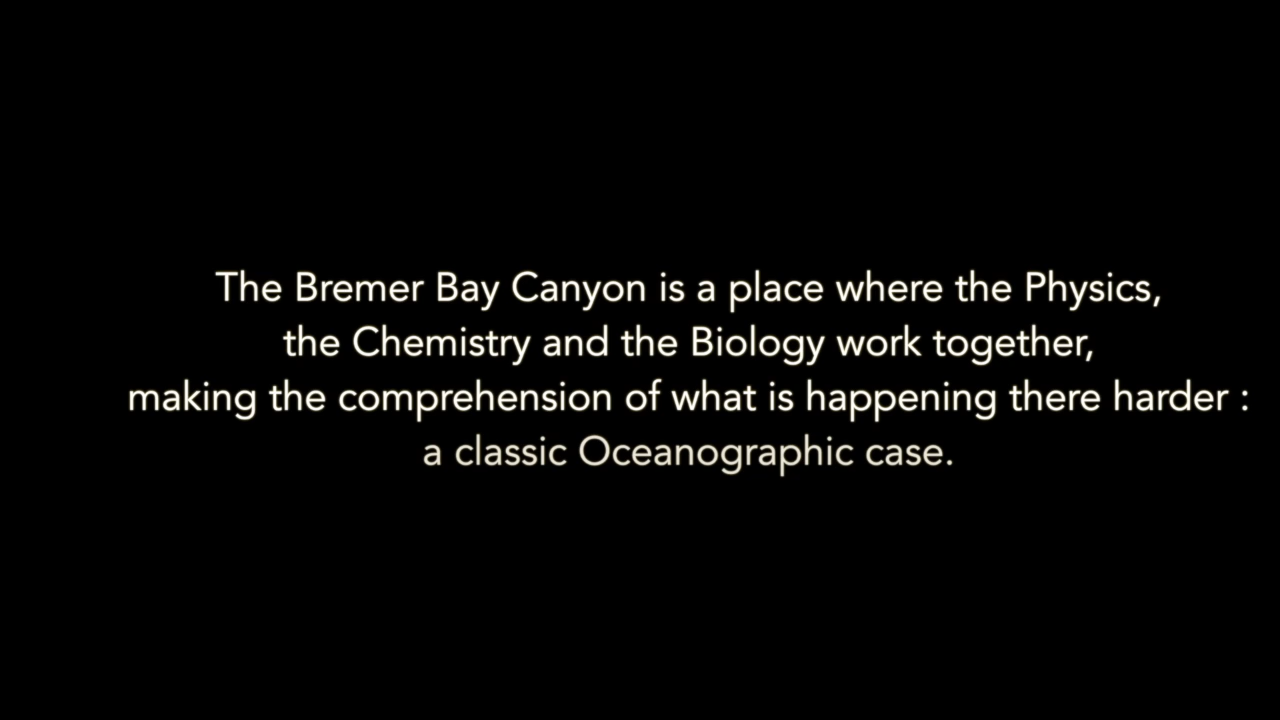 The Bremer Bay Canyon is a place where the Physics,
the Chemistry and the Biology work together,
making the comprehension of what is happening there harder :
a classic Oceanographic case.